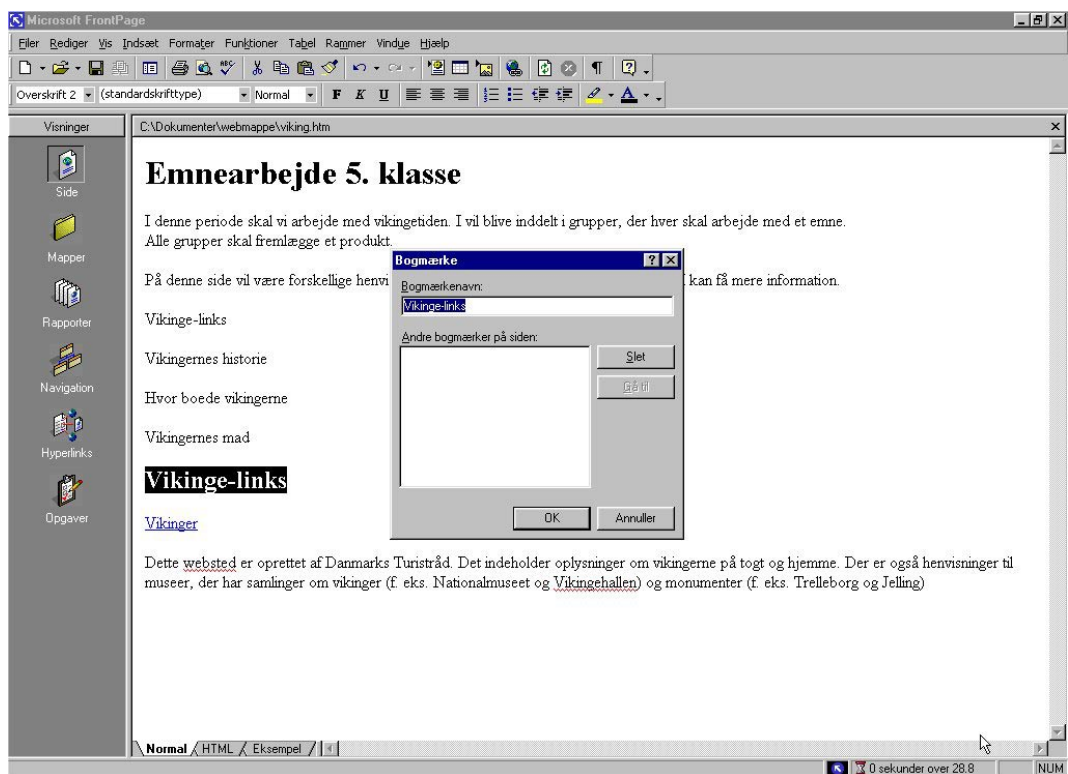 Microsoft FrontPage
Filer Rediger Vis Indsæt Formater Funktioner Tabel Rammer Vindue Hjælp
Overskrift 2 (standardskrifttype) Normal F K U A
Visninger C:\Dokumenter\webmappe\viking.htm
Side
Mapper
Rapporter
Navigation
Hyperlinks
Opgaver
Emnearbejde 5. klasse
I denne periode skal vi arbejde med vikingetiden. I vil blive inddelt i grupper, der hver skal arbejde med et emne.
Alle grupper skal fremlægge et produkt.
På denne side vil være forskellige henvi kan få mere information.
Vikinge-links
Vikingernes historie
Hvor boede vikingerne
Vikingernes mad
Vikinge-links
Vikinger
Dette websted er oprettet af Danmarks Turistråd. Det indeholder oplysninger om vikingerne på togt og hjemme. Der er også henvisninger til
museer, der har samlinger om vikinger (f. eks. Nationalmuseet og Vikingehallen) og monumenter (f. eks. Trelleborg og Jelling)
Bogmærke
Bogmærkenavn:
Vikinge-links
Andre bogmærker på siden:
Slet
Gå til
OK Annuller
Normal HTML Eksempel
0 sekunder over 28.8 NUM